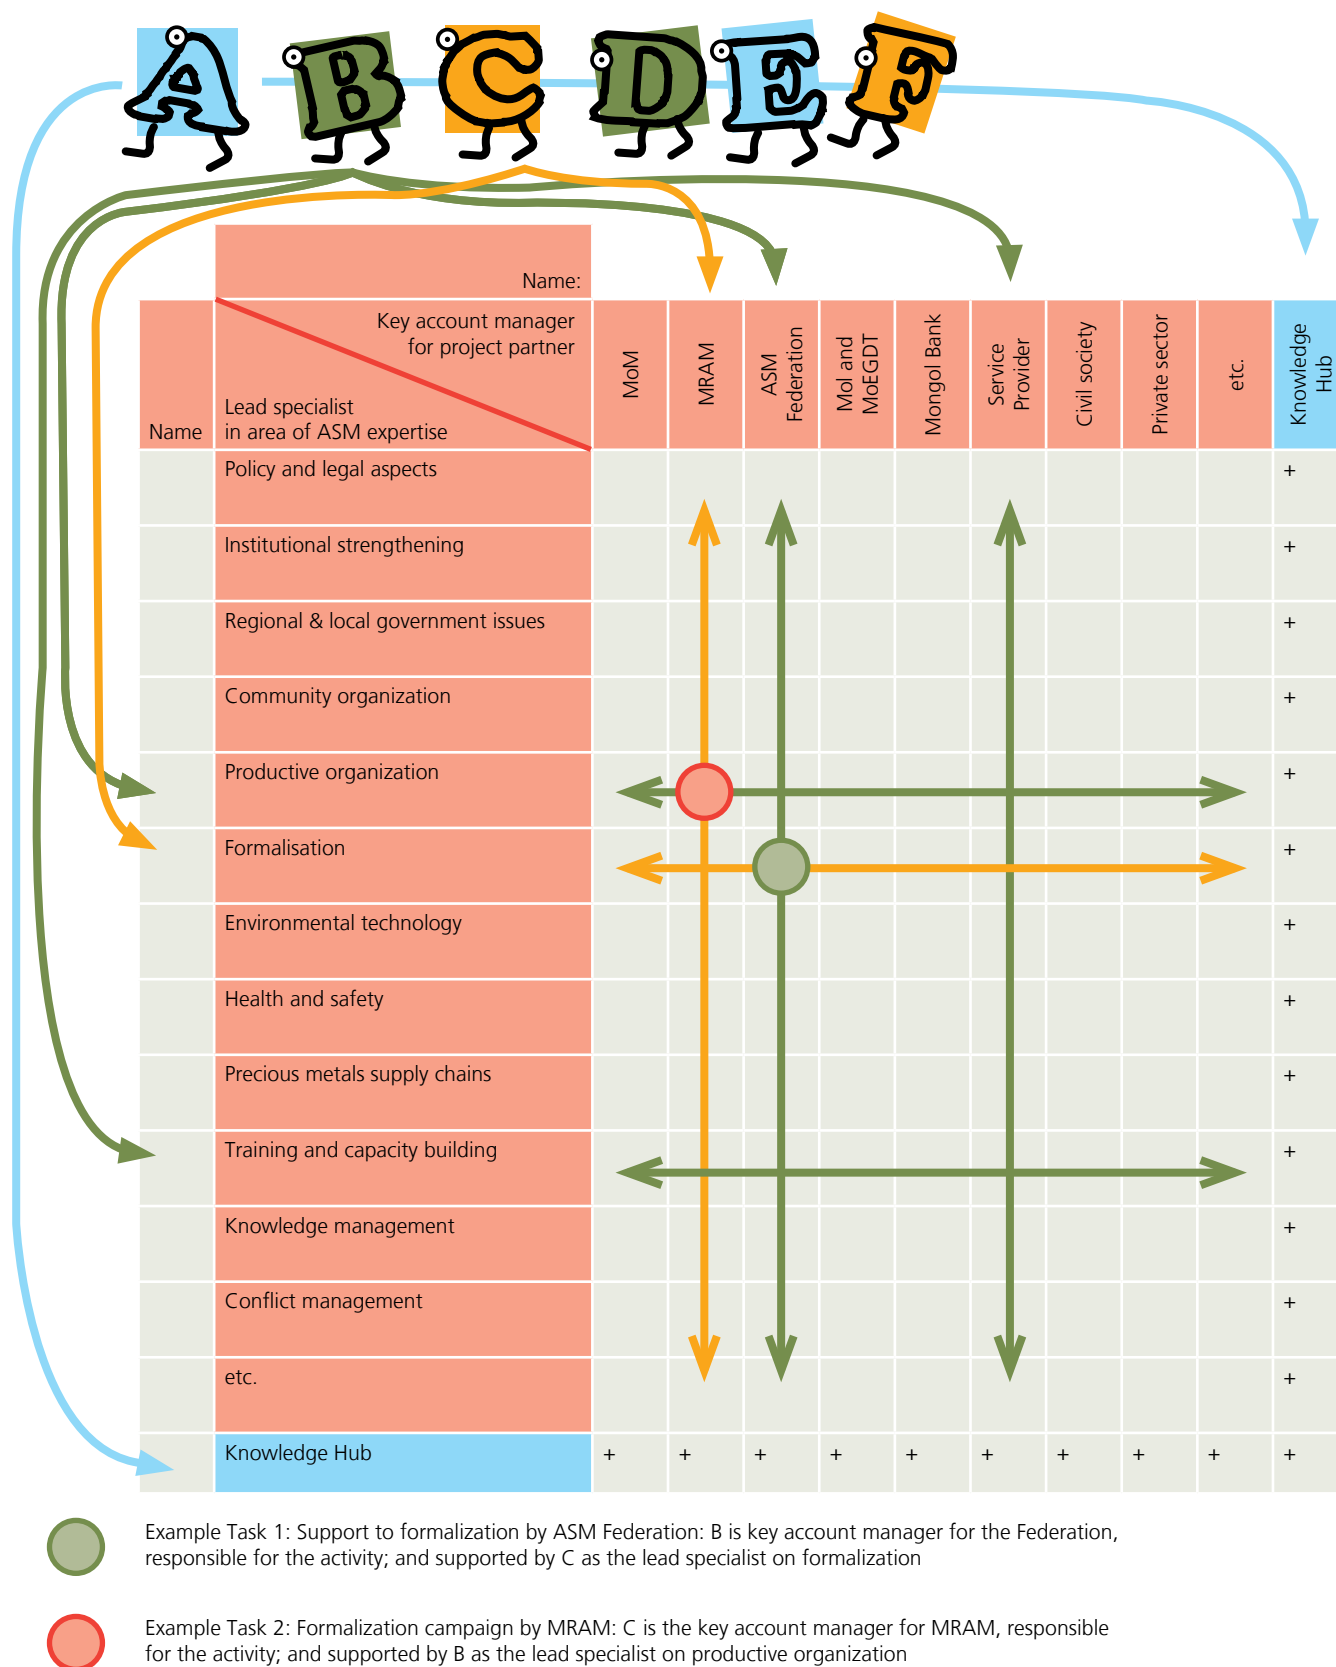 A B C D E F
Name:
Key account manager
for project partner
Lead specialist
in area of ASM expertise
Name
MoM
MRAM
ASM
Federation
MoI and
MoEGDT
Mongol Bank
Service
Provider
Civil society
Private sector
etc.
Knowledge
Hub
Policy and legal aspects +
Institutional strengthening +
Regional & local government issues +
Community organization +
Productive organization +
Formalisation +
Environmental technology +
Health and safety +
Precious metals supply chains +
Training and capacity building +
Knowledge management +
Conflict management +
etc. +
Knowledge Hub + + + + + + + + + +
Example Task 1: Support to formalization by ASM Federation: B is key account manager for the Federation,
responsible for the activity; and supported by C as the lead specialist on formalization
Example Task 2: Formalization campaign by MRAM: C is the key account manager for MRAM, responsible
for the activity; and supported by B as the lead specialist on productive organization